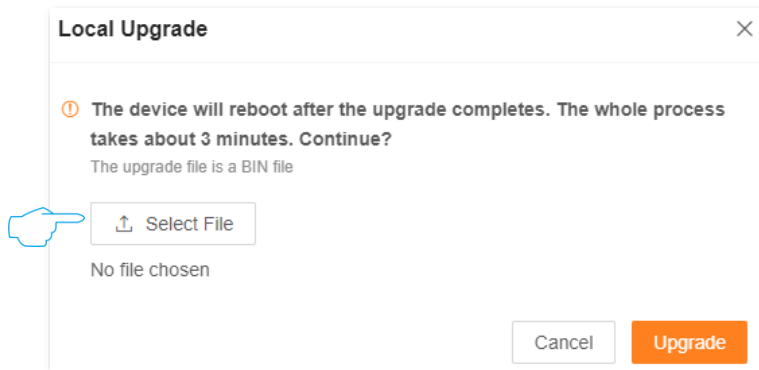 Local Upgrade
The device will reboot after the upgrade completes. The whole process
takes about 3 minutes. Continue?
The upgrade file is a BIN file
Select File
No file chosen
Cancel
Upgrade